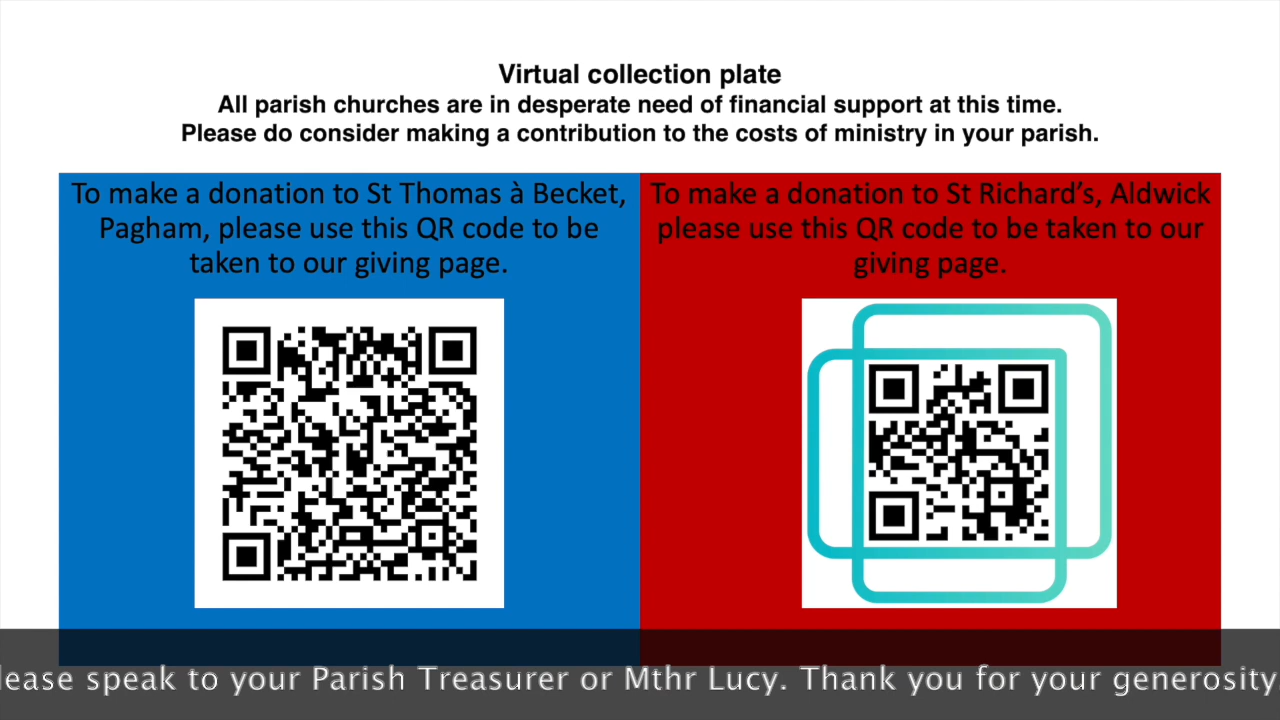 Virtual collection plate
All parish churches are in desperate need of financial support at this time.
Please do consider making a contribution to the costs of ministry in your parish.
To make a donation to St Thomas à Becket,
Pagham, please use this QR code to be
taken to our giving page.
To make a donation to St Richard’s, Aldwick
please use this QR code to be taken to our
giving page.
lease speak to your Parish Treasurer or Mthr Lucy. Thank you for your generosity